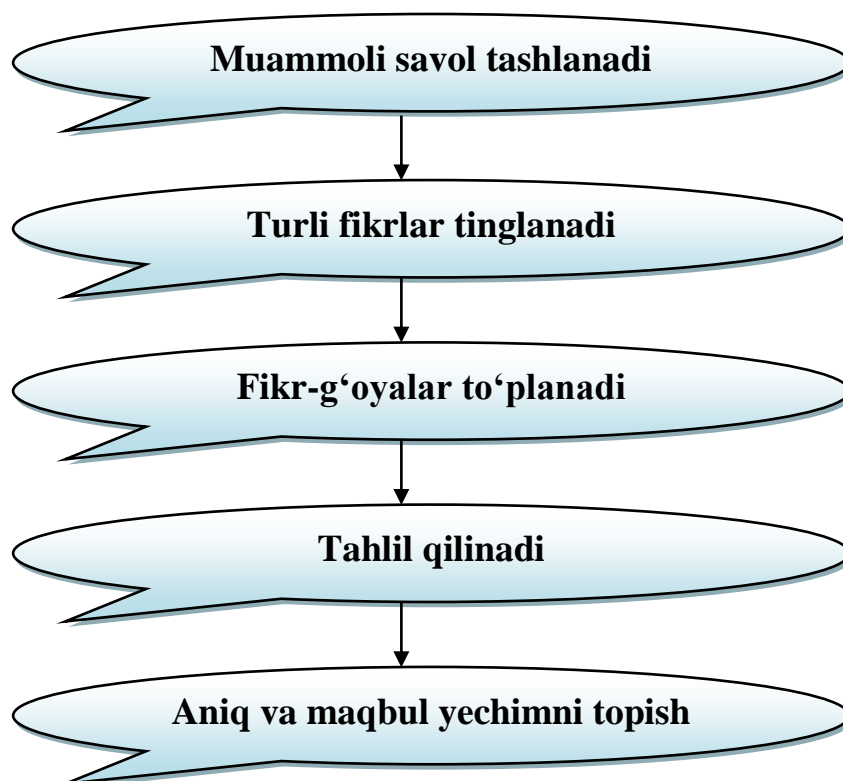 Muammoli savol tashlanadi
Turli fikrlar tinglanadi
Fikr-g‘oyalar to‘planadi
Tahlil qilinadi
Aniq va maqbul yechimni topish